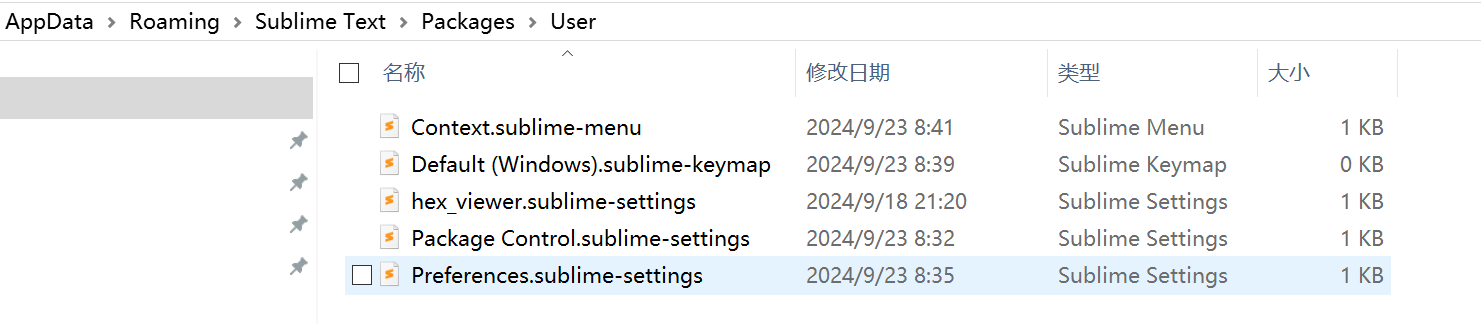 AppData > Roaming > Sublime Text > Packages > User
名称 修改日期 类型 大小
Context.sublime-menu 2024/9/23 8:41 Sublime Menu 1 KB
Default (Windows).sublime-keymap 2024/9/23 8:39 Sublime Keymap 0 KB
hex_viewer.sublime-settings 2024/9/18 21:20 Sublime Settings 1 KB
Package Control.sublime-settings 2024/9/23 8:32 Sublime Settings 1 KB
Preferences.sublime-settings 2024/9/23 8:35 Sublime Settings 1 KB